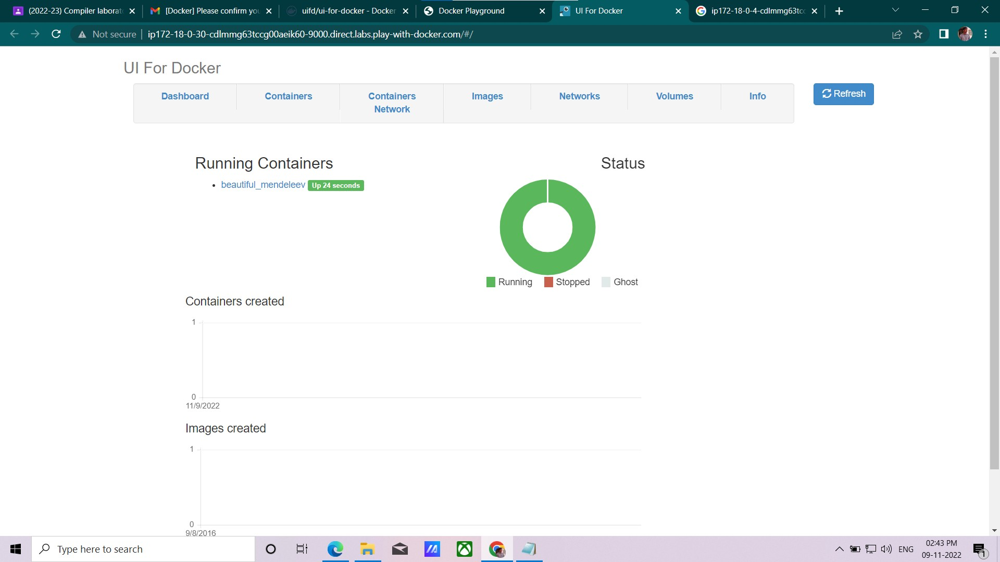 (2022-23) Compiler laborat
[Docker] Please confirm you
uifd/ui-for-docker - Docker
Docker Playground
UI For Docker
ip172-18-0-4-cdlmmg63tcc
Not secure
ip172-18-0-30-cdlmmg63tccg00aeik60-9000.direct.labs.play-with-docker.com/#/
UI For Docker
Dashboard
Containers
Containers
Network
Images
Networks
Volumes
Info
Refresh
Running Containers
Status
beautiful_mendeleev Up 24 seconds
Running
Stopped
Ghost
Containers created
1
0
11/9/2022
Images created
1
0
9/8/2016
Type here to search
ENG
02:43 PM
09-11-2022
1